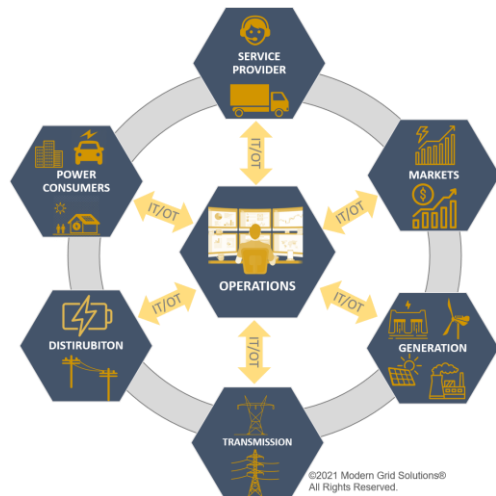 SERVICE
PROVIDER
POWER
CONSUMERS
MARKETS
IT/OT
IT/OT
IT/OT
OPERATIONS
IT/OT
IT/OT
IT/OT
DISTIRUBITON
GENERATION
TRANSMISSION
©2021 Modern Grid Solutions®
All Rights Reserved.